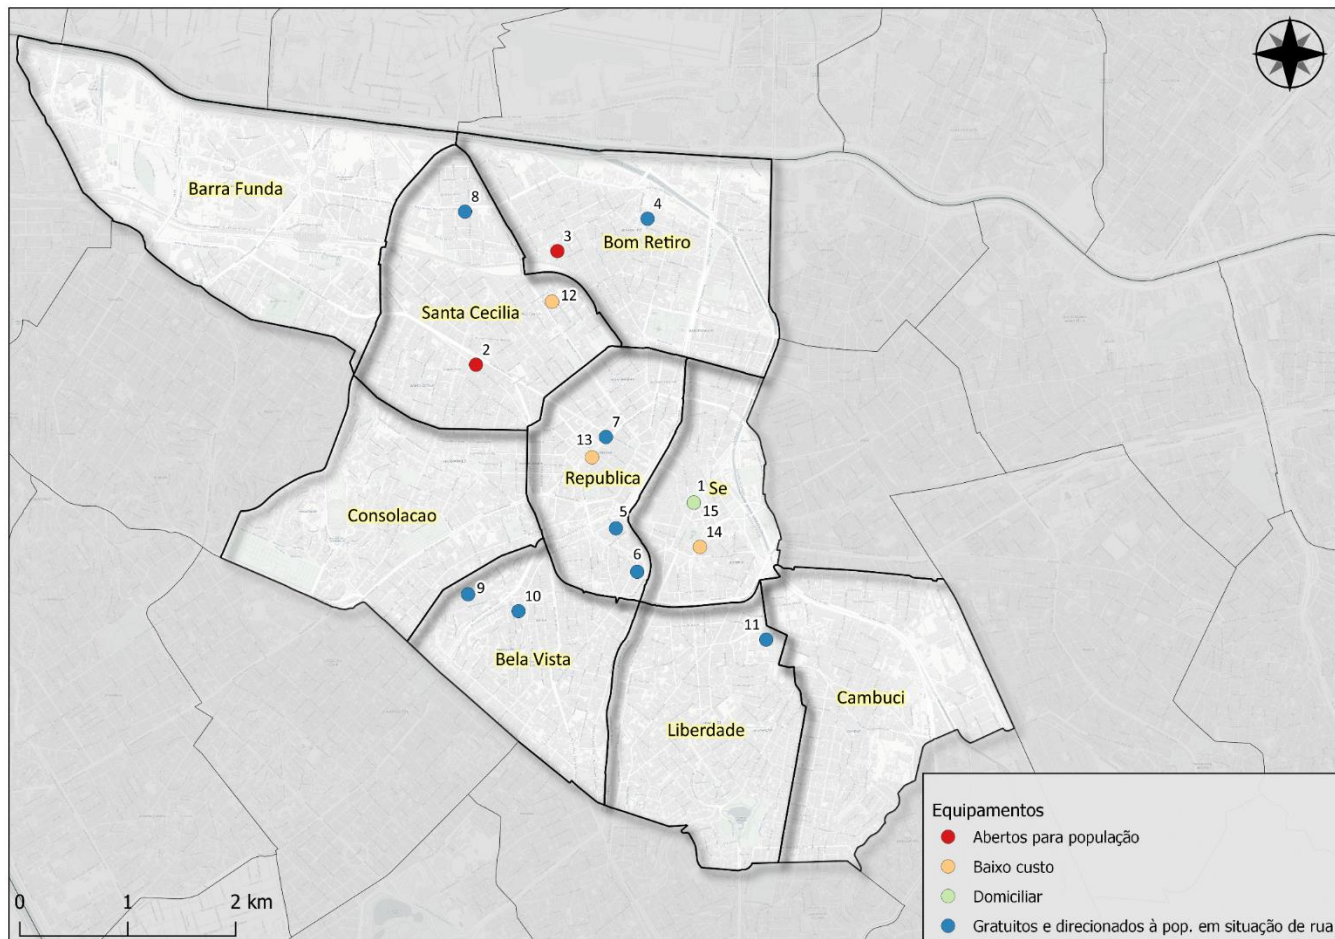 Barra Funda
8
4
3
Bom Retiro
12
Santa Cecilia
2
7
13
Republica
1
Se
15
Consolacao
5
14
6
9
10
11
Bela Vista
Cambuci
Liberdade
Equipamentos
Abertos para população
Baixo custo
Domiciliar
Gratuitos e direcionados à pop. em situação de rua
0 1 2 km